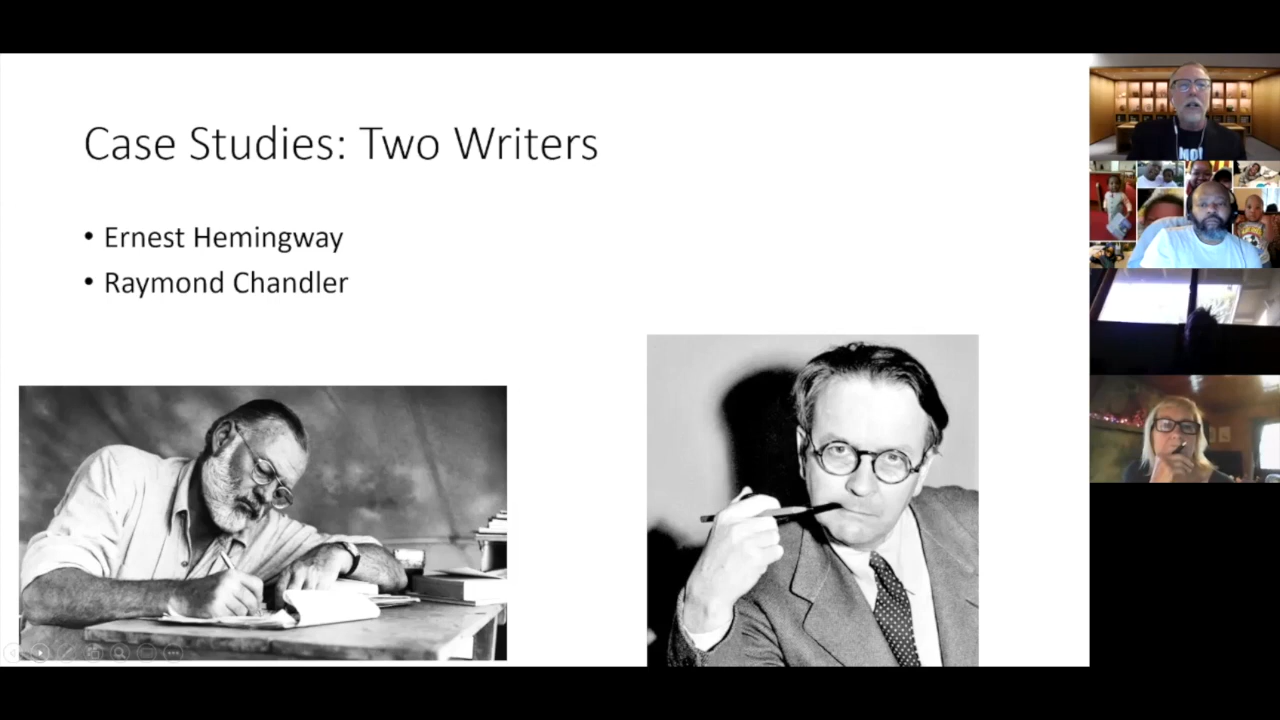 Case Studies: Two Writers
• Ernest Hemingway
• Raymond Chandler